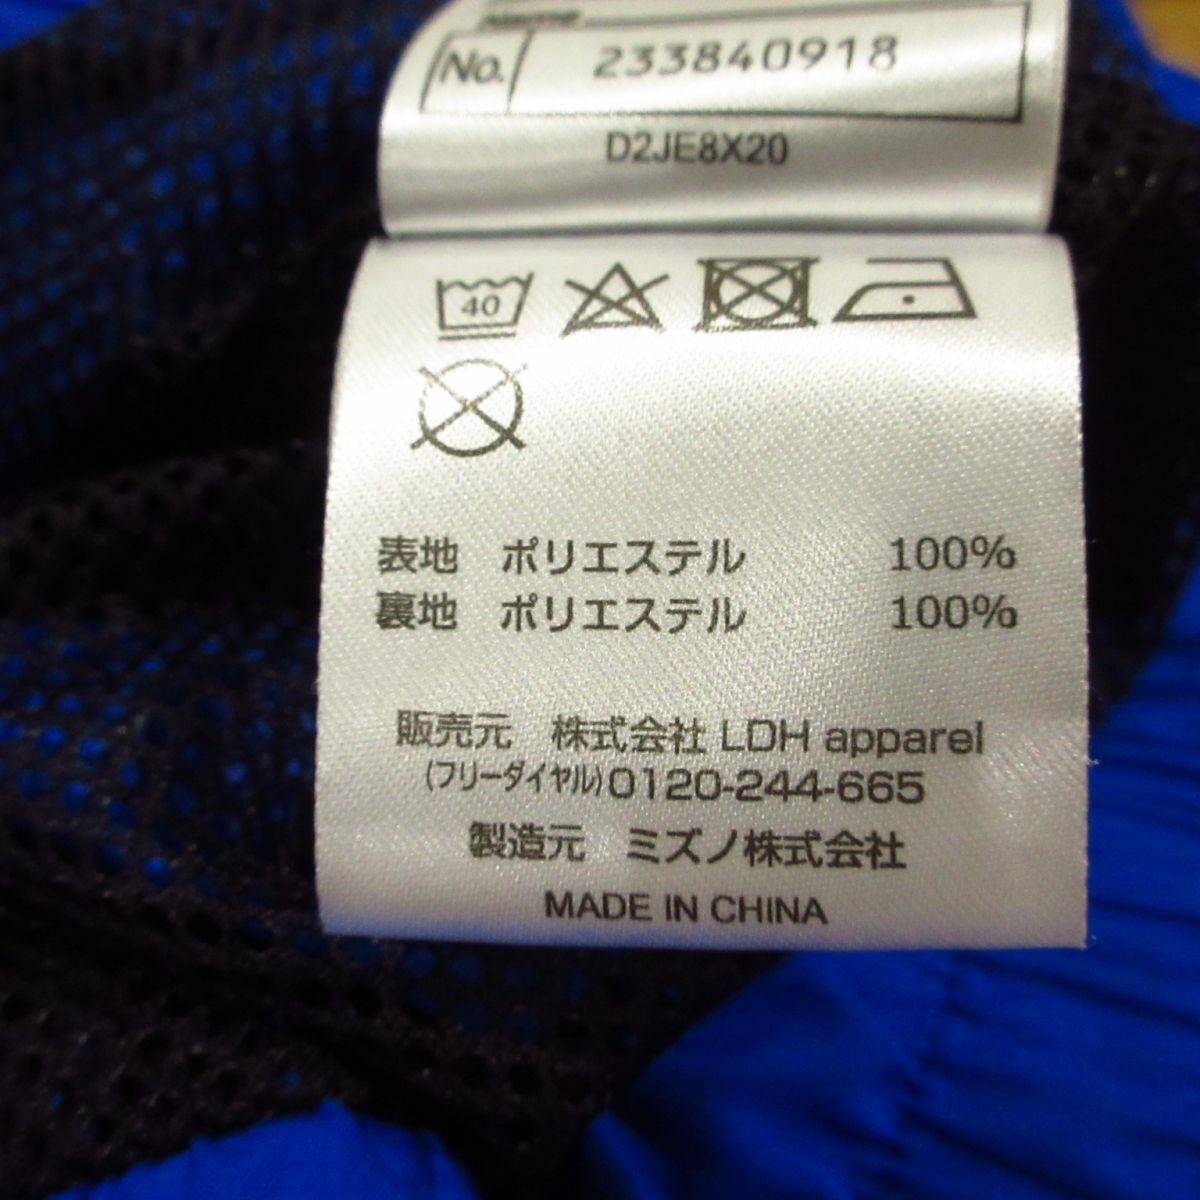 No. 233840918
D2JE8X20
40
表地 ポリエステル 100%
裏地 ポリエステル 100%
販売元 株式会社 LDH apparel
(フリーダイヤル)0120-244-665
製造元 ミズノ株式会社
MADE IN CHINA